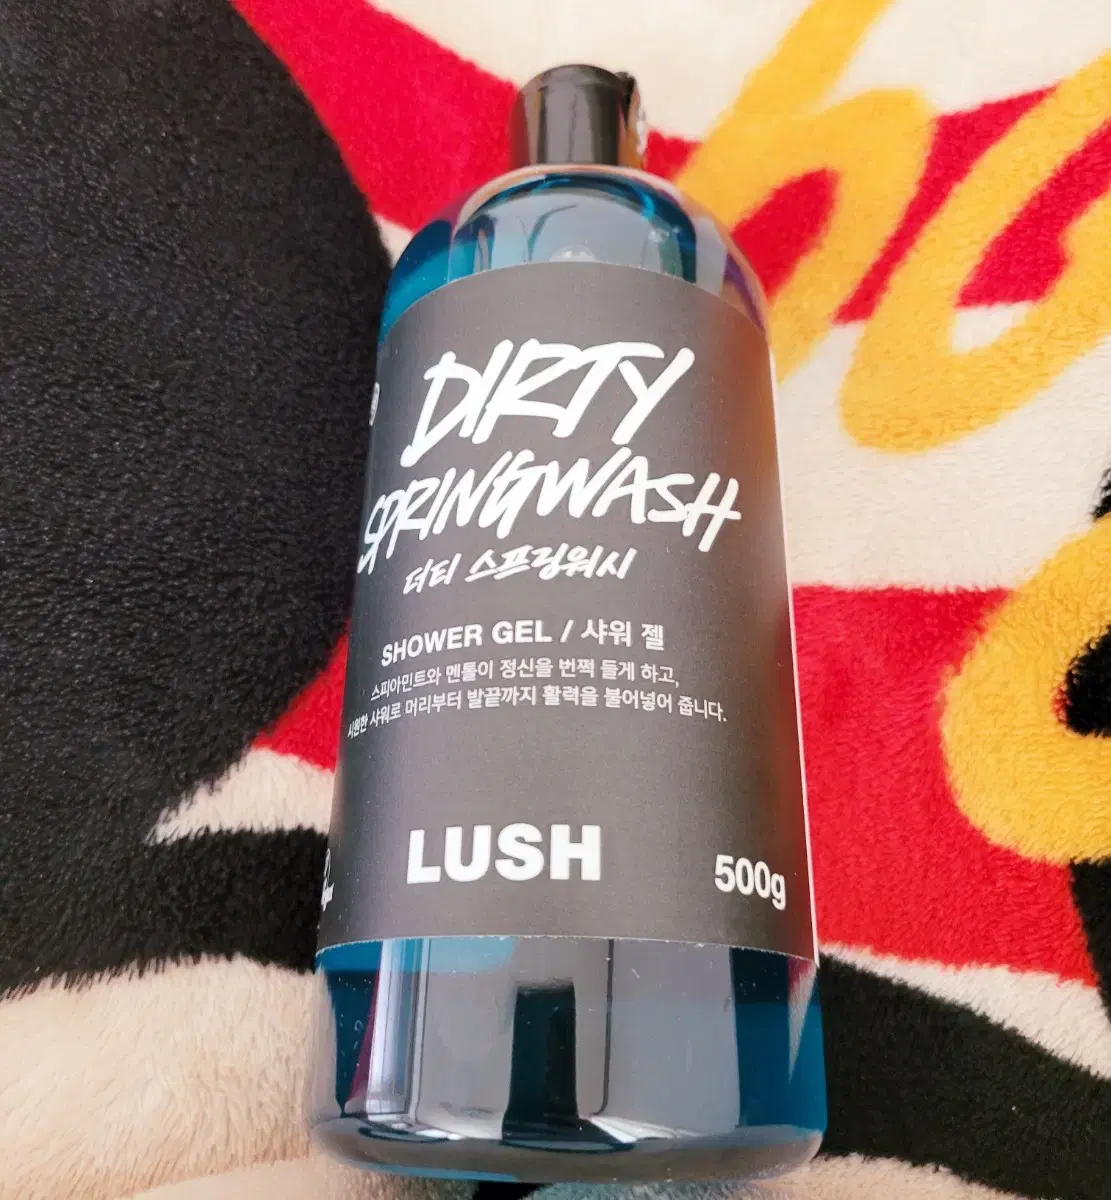 DIRTY
SPRINGWASH
더티 스프링워시
SHOWER GEL / 샤워 젤
스피아민트와 멘톨이 정신을 번쩍 들게 하고,
시원한 샤워로 머리부터 발끝까지 활력을 불어넣어 줍니다.
LUSH
500g